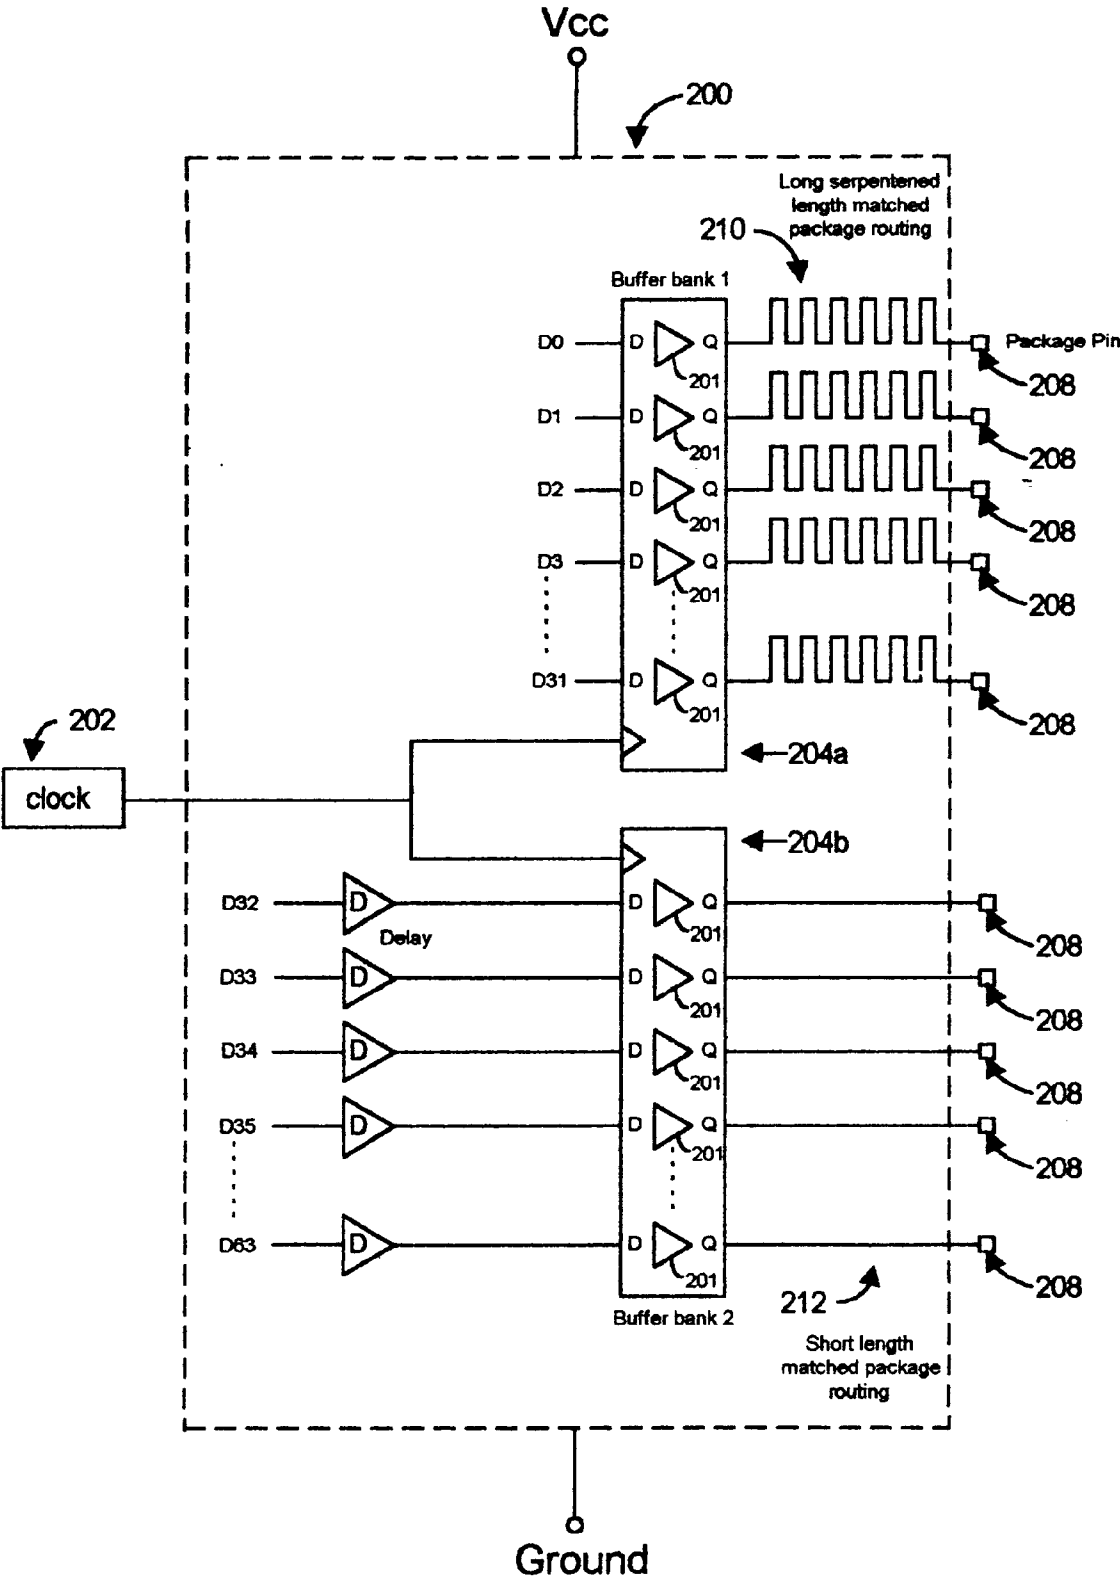 Vcc
200
Long serpentened
length matched
package routing
210
Buffer bank 1
D0 D Q Package Pin
201 208
D1 D Q
201 208
D2 D Q
201 208
D3 D Q
201 208
D31 D Q
201 208
202
204a
clock
204b
D32 D D Q
Delay 201 208
D33 D D Q
201 208
D34 D D Q
201 208
D35 D D Q
201 208
D63 D D Q
201 208
212
Buffer bank 2
Short length
matched package
routing
Ground